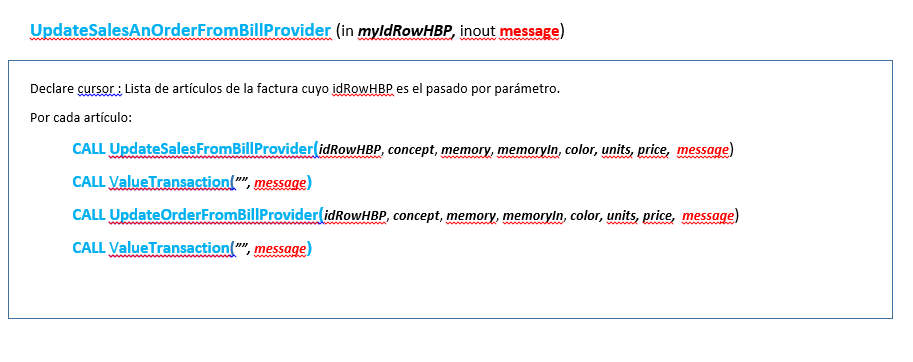 UpdateSalesAnOrderFromBillProvider (in myIdRowHBP, inout message)
Declare cursor : Lista de artículos de la factura cuyo idRowHBP es el pasado por parámetro.
Por cada artículo:
CALL UpdateSalesFromBillProvider(idRowHBP, concept, memory, memoryIn, color, units, price, message)
CALL ValueTransaction(””, message)
CALL UpdateOrderFromBillProvider(idRowHBP, concept, memory, memoryIn, color, units, price, message)
CALL ValueTransaction(””, message)